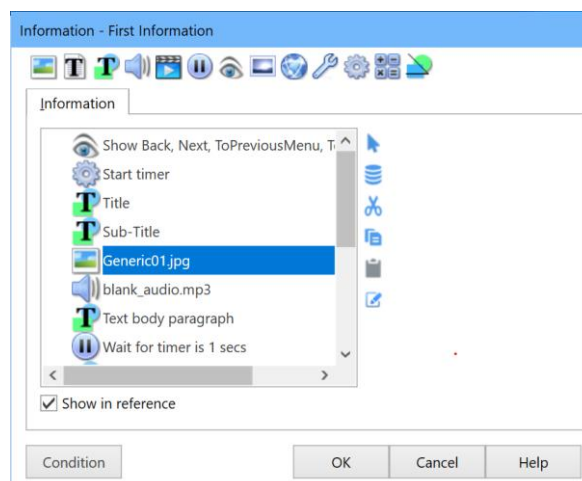 Information - First Information
Information
Show Back, Next, ToPreviousMenu, T
Start timer
Title
Sub-Title
Generic01.jpg
blank_audio.mp3
Text body paragraph
Wait for timer is 1 secs
Show in reference
Condition
OK
Cancel
Help